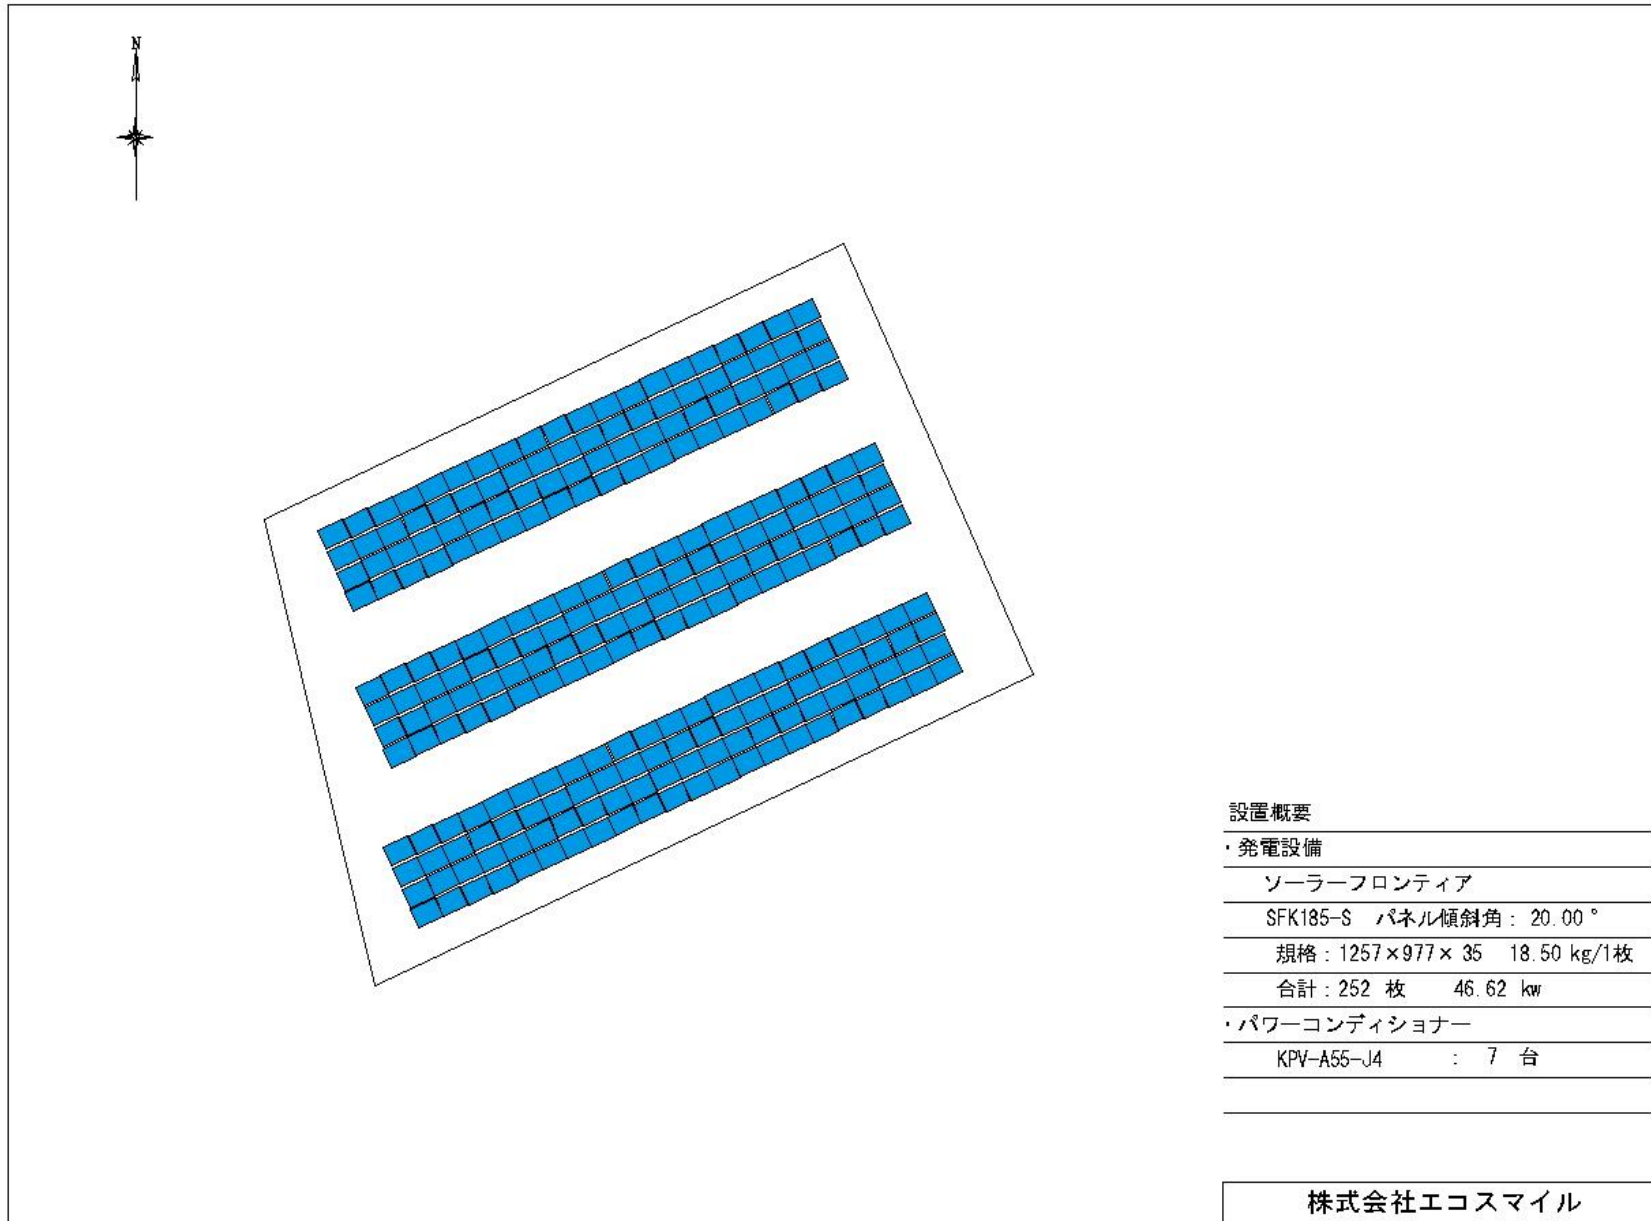 N
設置概要
・発電設備
ソーラーフロンティア
SFK185-S パネル傾斜角: 20.00°
規格:1257×977× 35 18.50 kg/1枚
合計:252 枚 46.62 kw
・パワーコンディショナー
KPV-A55-J4 : 7 台
株式会社エコスマイル